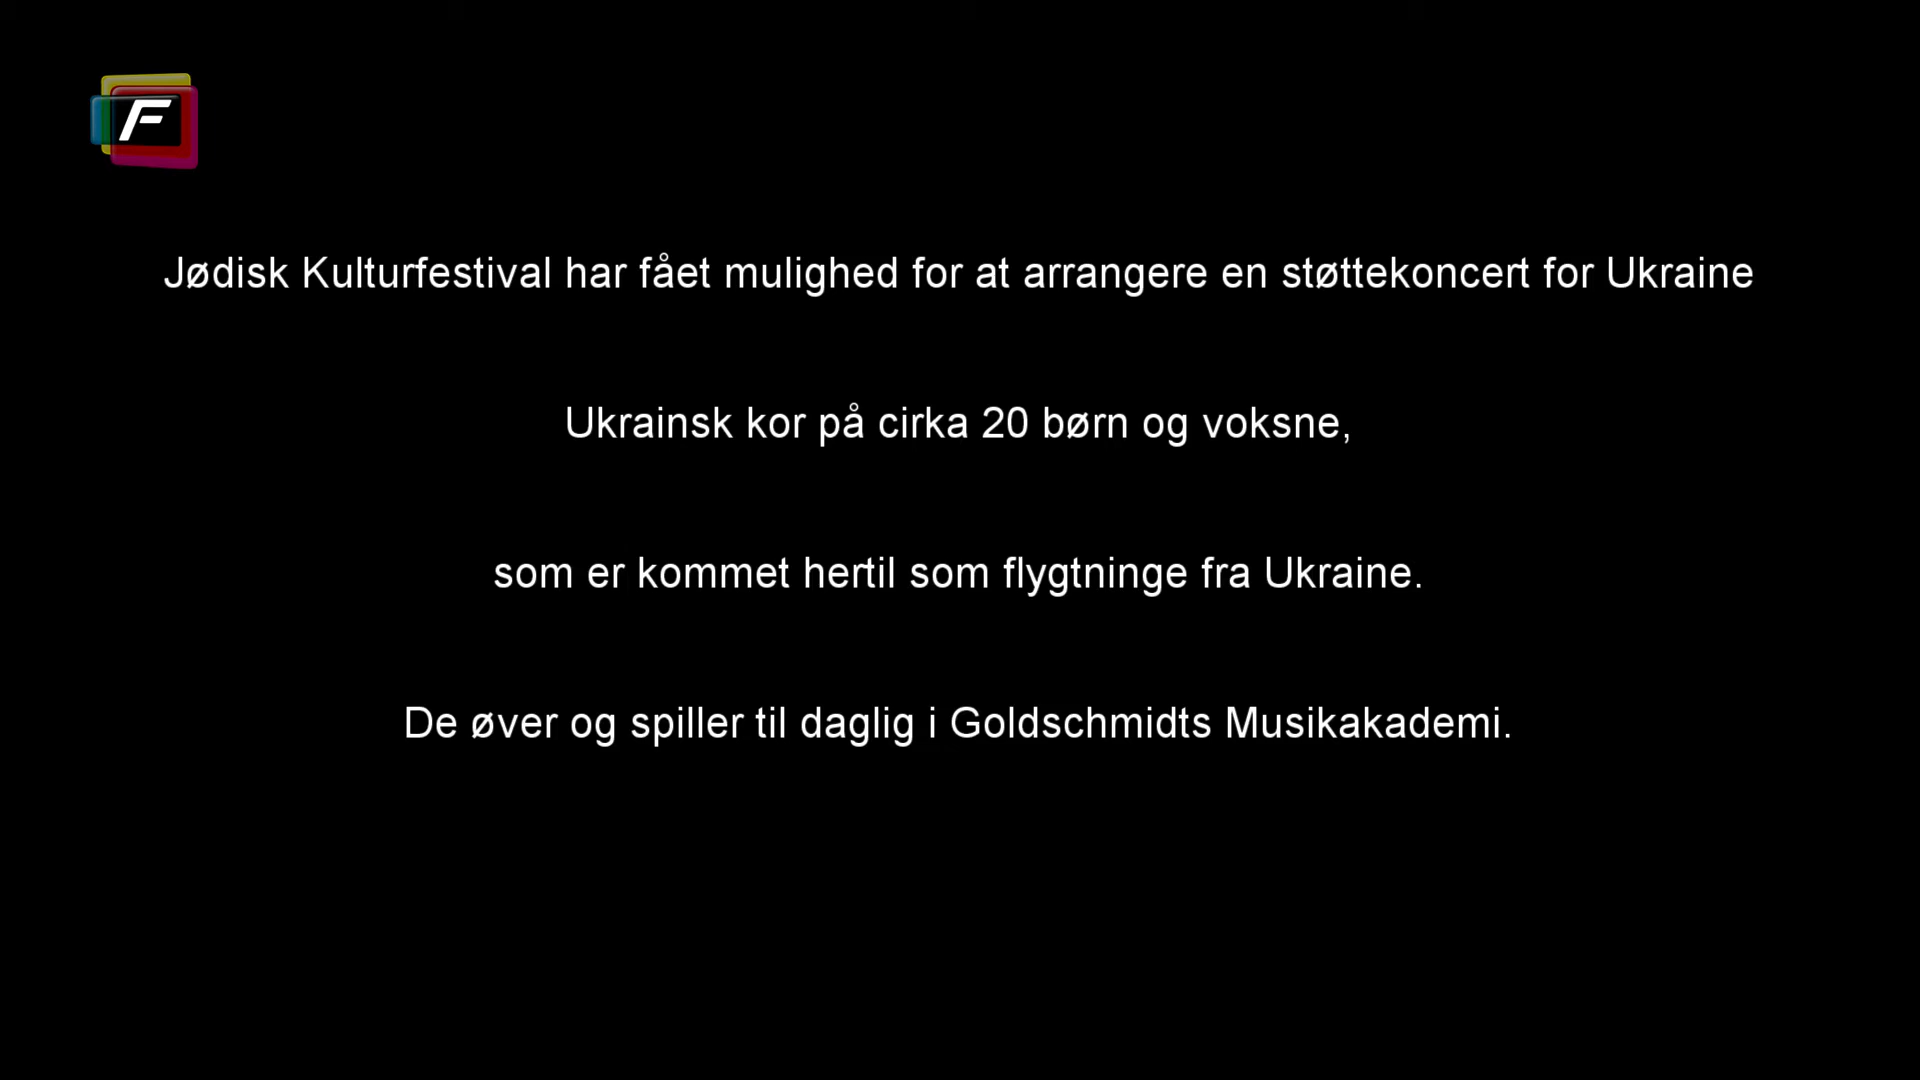 F
Jødisk Kulturfestival har fået mulighed for at arrangere en støttekoncert for Ukraine
Ukrainsk kor på cirka 20 børn og voksne,
som er kommet hertil som flygtninge fra Ukraine.
De øver og spiller til daglig i Goldschmidts Musikakademi.